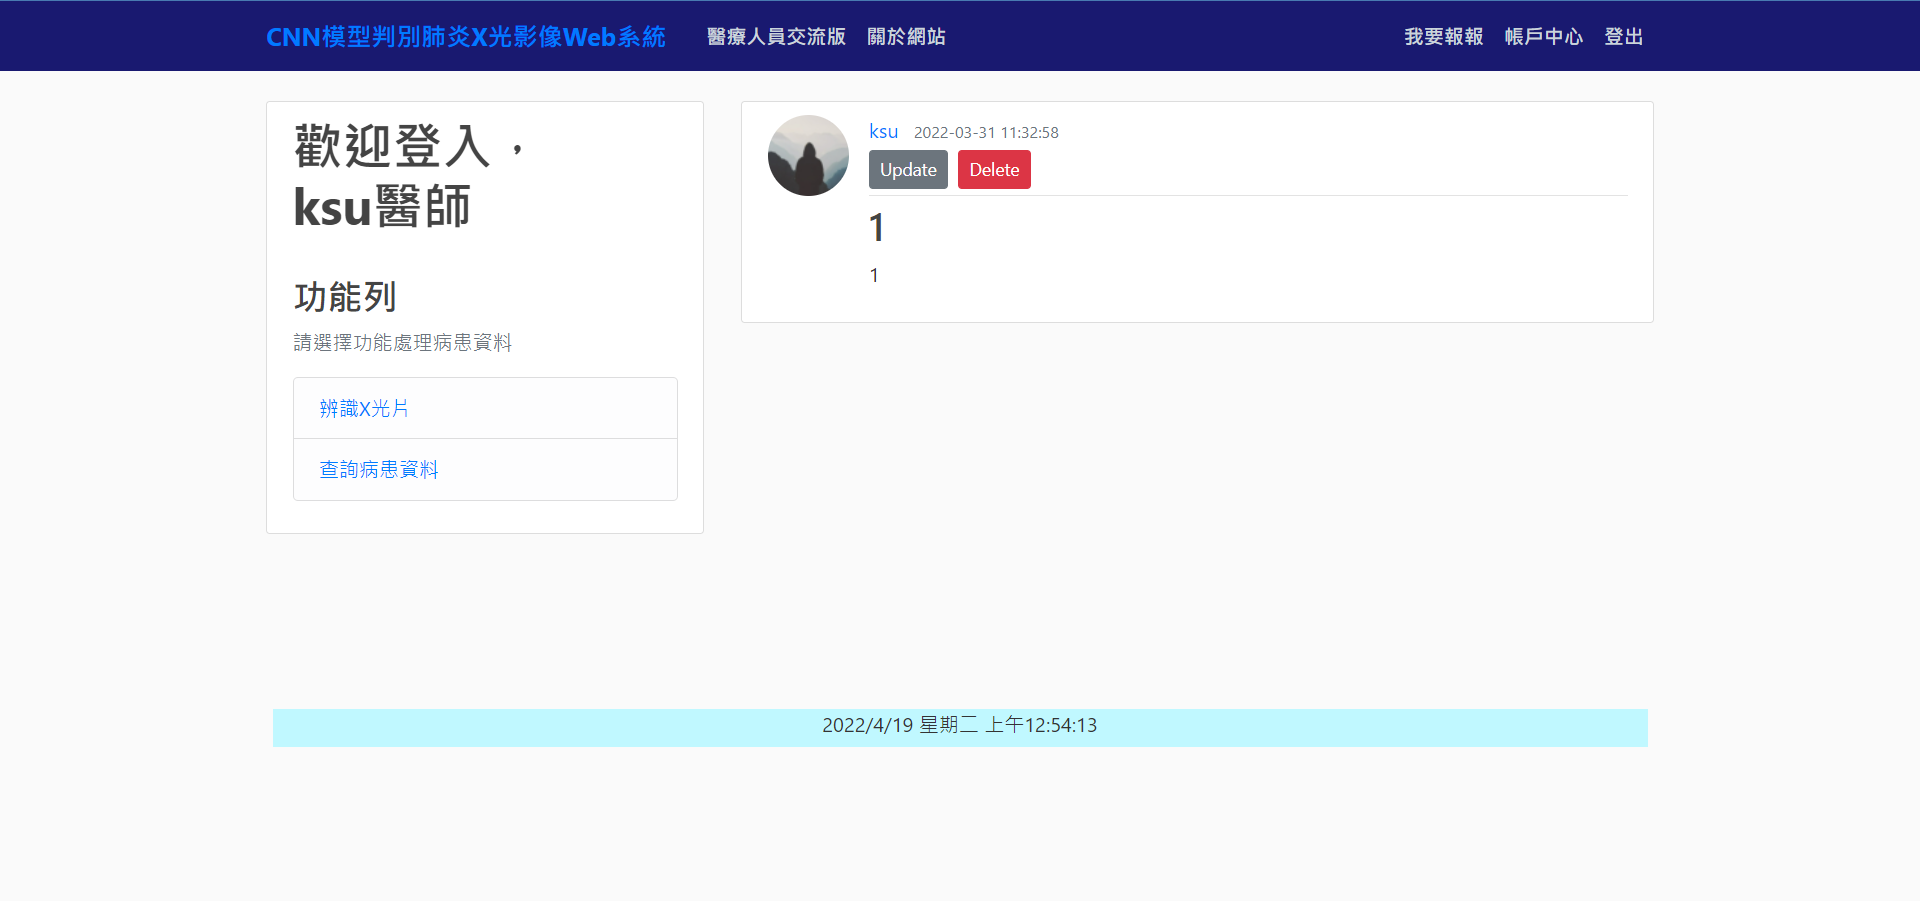 CNN模型判別肺炎X光影像Web系統 醫療人員交流版 關於網站 我要報報 帳戶中心 登出
歡迎登入，
ksu醫師
功能列
請選擇功能處理病患資料
辨識X光片
查詢病患資料
ksu 2022-03-31 11:32:58
Update Delete
1
1
2022/4/19 星期二 上午12:54:13